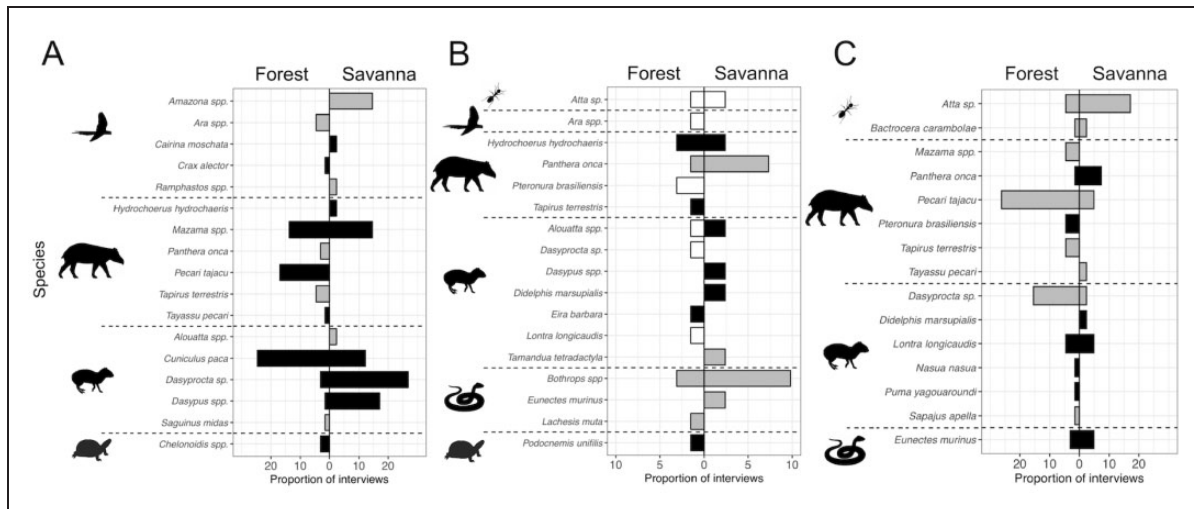 A
Forest Savanna
Species
Amazona spp.
Ara spp.
Cairina moschata
Crax alector
Ramphastos spp.
Hydrochoerus hydrochaeris
Mazama spp.
Panthera onca
Pecari tajacu
Tapirus terrestris
Tayassu pecari
Alouatta spp.
Cuniculus paca
Dasyprocta sp.
Dasypus spp.
Saguinus midas
Chelonoidis spp.
20 10 0 10 20
Proportion of interviews
B
Forest Savanna
Atta sp.
Ara spp.
Hydrochoerus hydrochaeris
Panthera onca
Pteronura brasiliensis
Tapirus terrestris
Alouatta spp.
Dasyprocta sp.
Dasypus spp.
Didelphis marsupialis
Eira barbara
Lontra longicaudis
Tamandua tetradactyla
Bothrops spp
Eunectes murinus
Lachesis muta
Podocnemis unifilis
10 5 0 5 10
Proportion of interviews
C
Forest Savanna
Atta sp.
Bactrocera carambolae
Mazama spp.
Panthera onca
Pecari tajacu
Pteronura brasiliensis
Tapirus terrestris
Tayassu pecari
Dasyprocta sp.
Didelphis marsupialis
Lontra longicaudis
Nasua nasua
Puma yagouaroundi
Sapajus apella
Eunectes murinus
20 10 0 10 20
Proportion of interviews